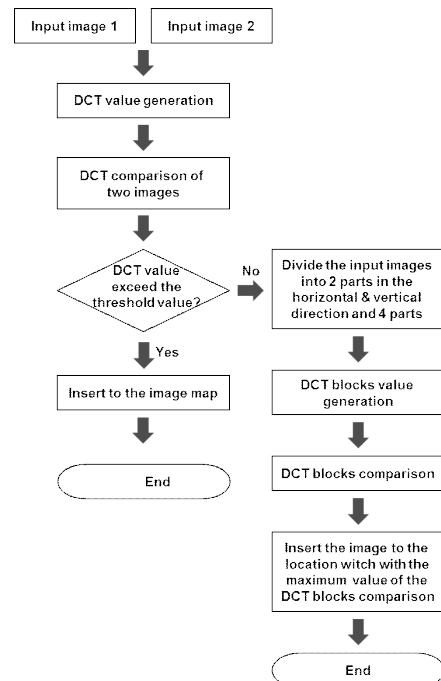 Input image 1
Input image 2
DCT value generation
DCT comparison of
two images
DCT value
exceed the
threshold value?
No
Yes
Insert to the image map
End
Divide the input images
into 2 parts in the
horizontal & vertical
direction and 4 parts
DCT blocks value
generation
DCT blocks comparison
Insert the image to the
location witch with the
maximum value of the
DCT blocks comparison
End